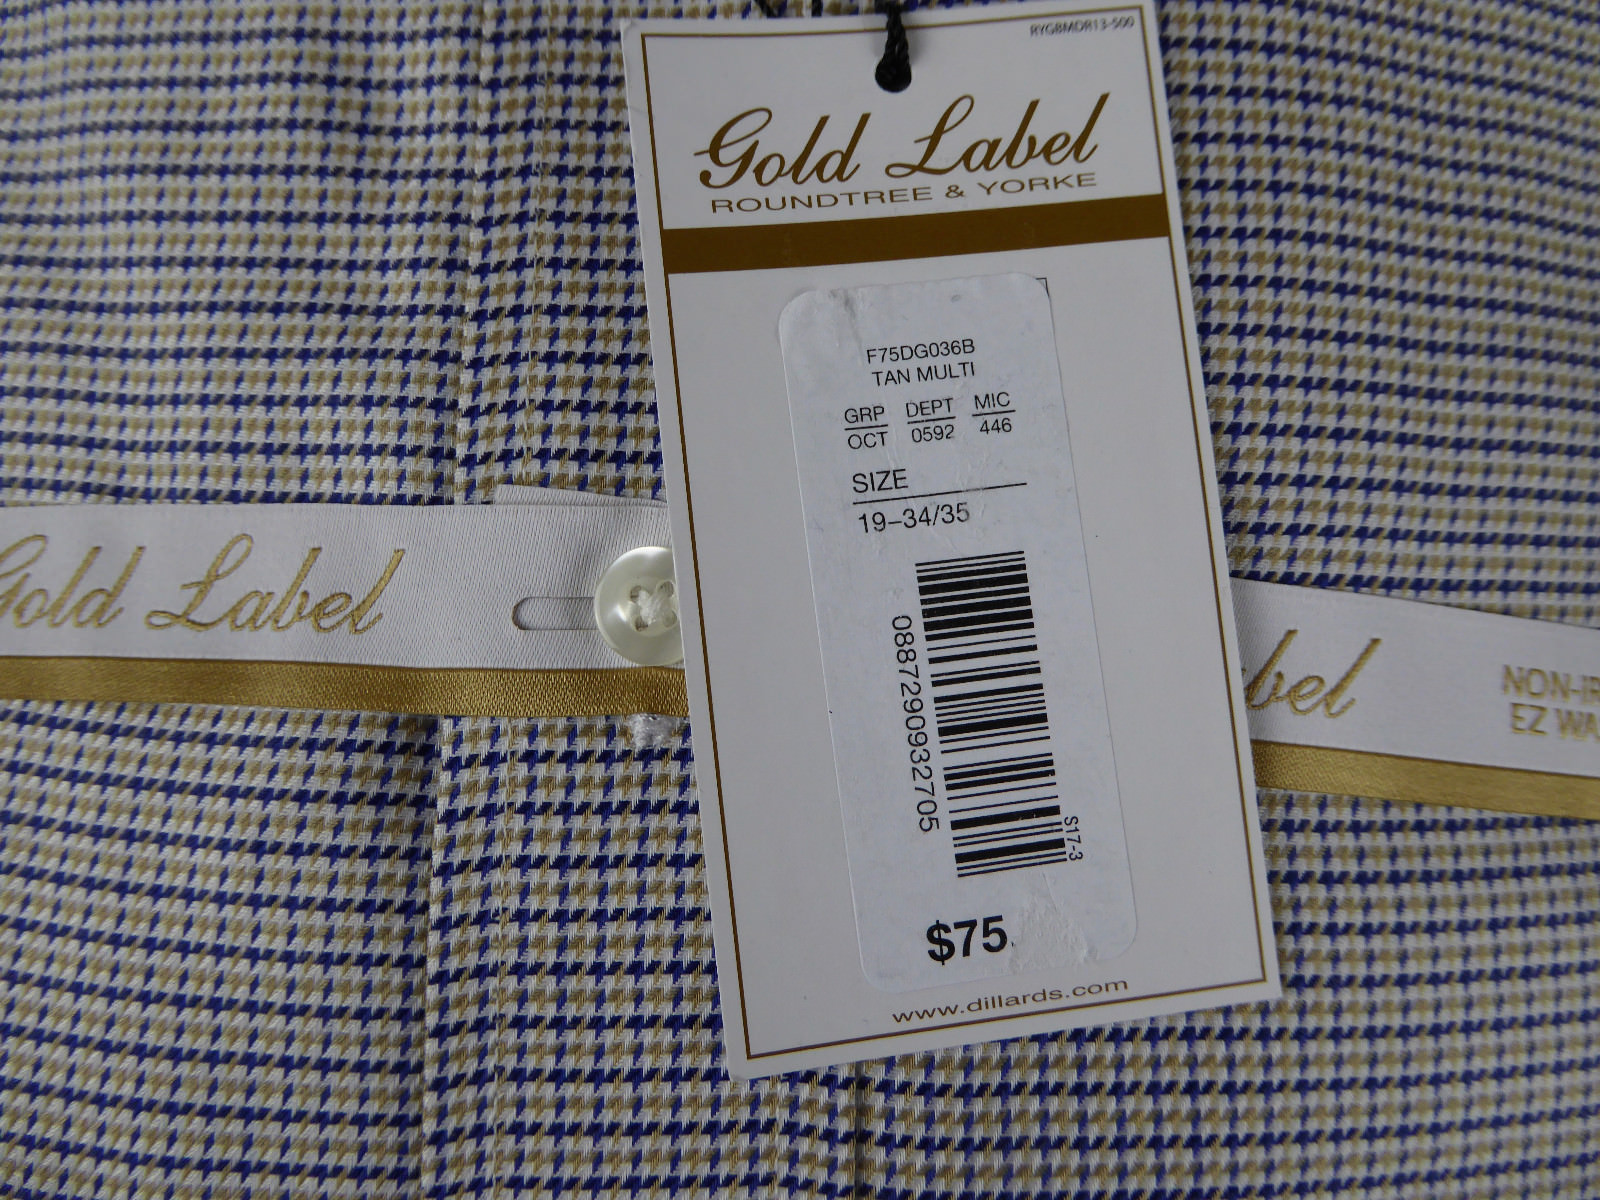 RYGBMDR13-500
Gold Label
ROUNDTREE & YORKE
F75DG036B
TAN MULTI
GRP DEPT MIC
OCT 0592 446
SIZE
19-34/35
0887290932705
S17-3
$75
www.dillards.com
Gold Label
bel
NON-IR
EZ WA